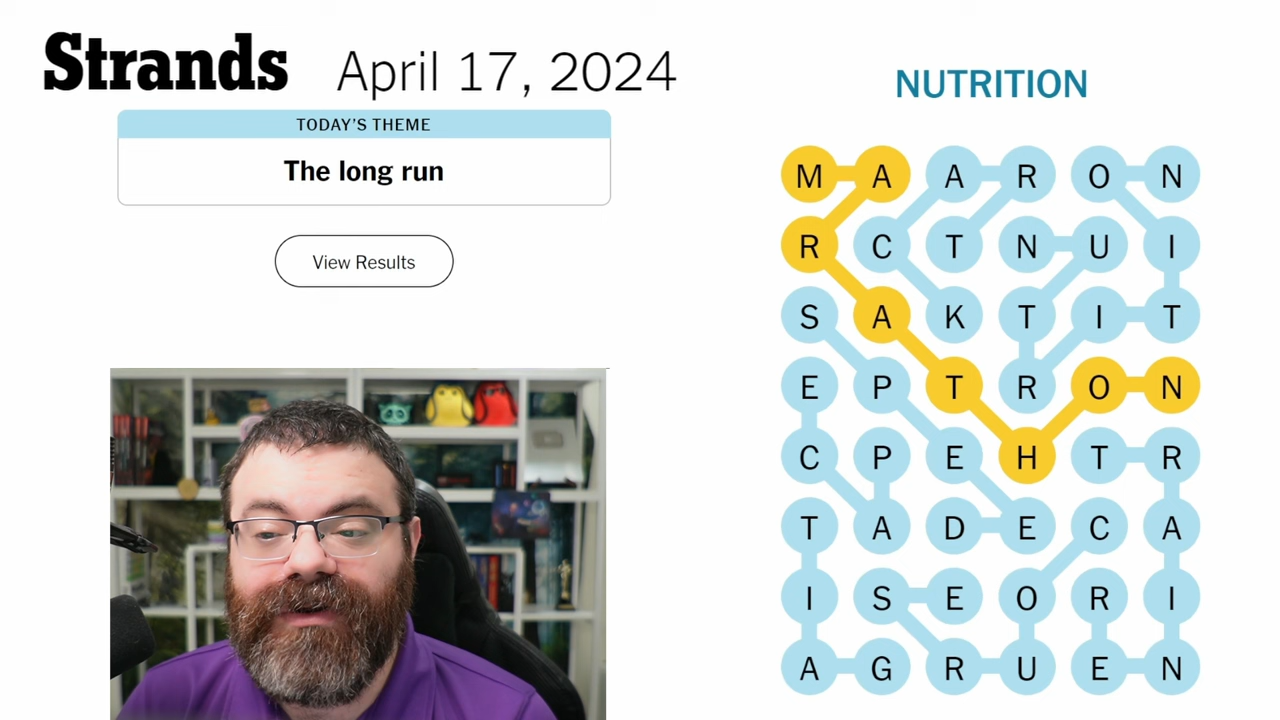 Strands April 17, 2024
TODAY'S THEME
The long run
View Results
NUTRITION
M A A R O N
R C T N U I
S A K T I T
E P T R O N
C P E H T R
T A D E C A
I S E O R I
A G R U E N